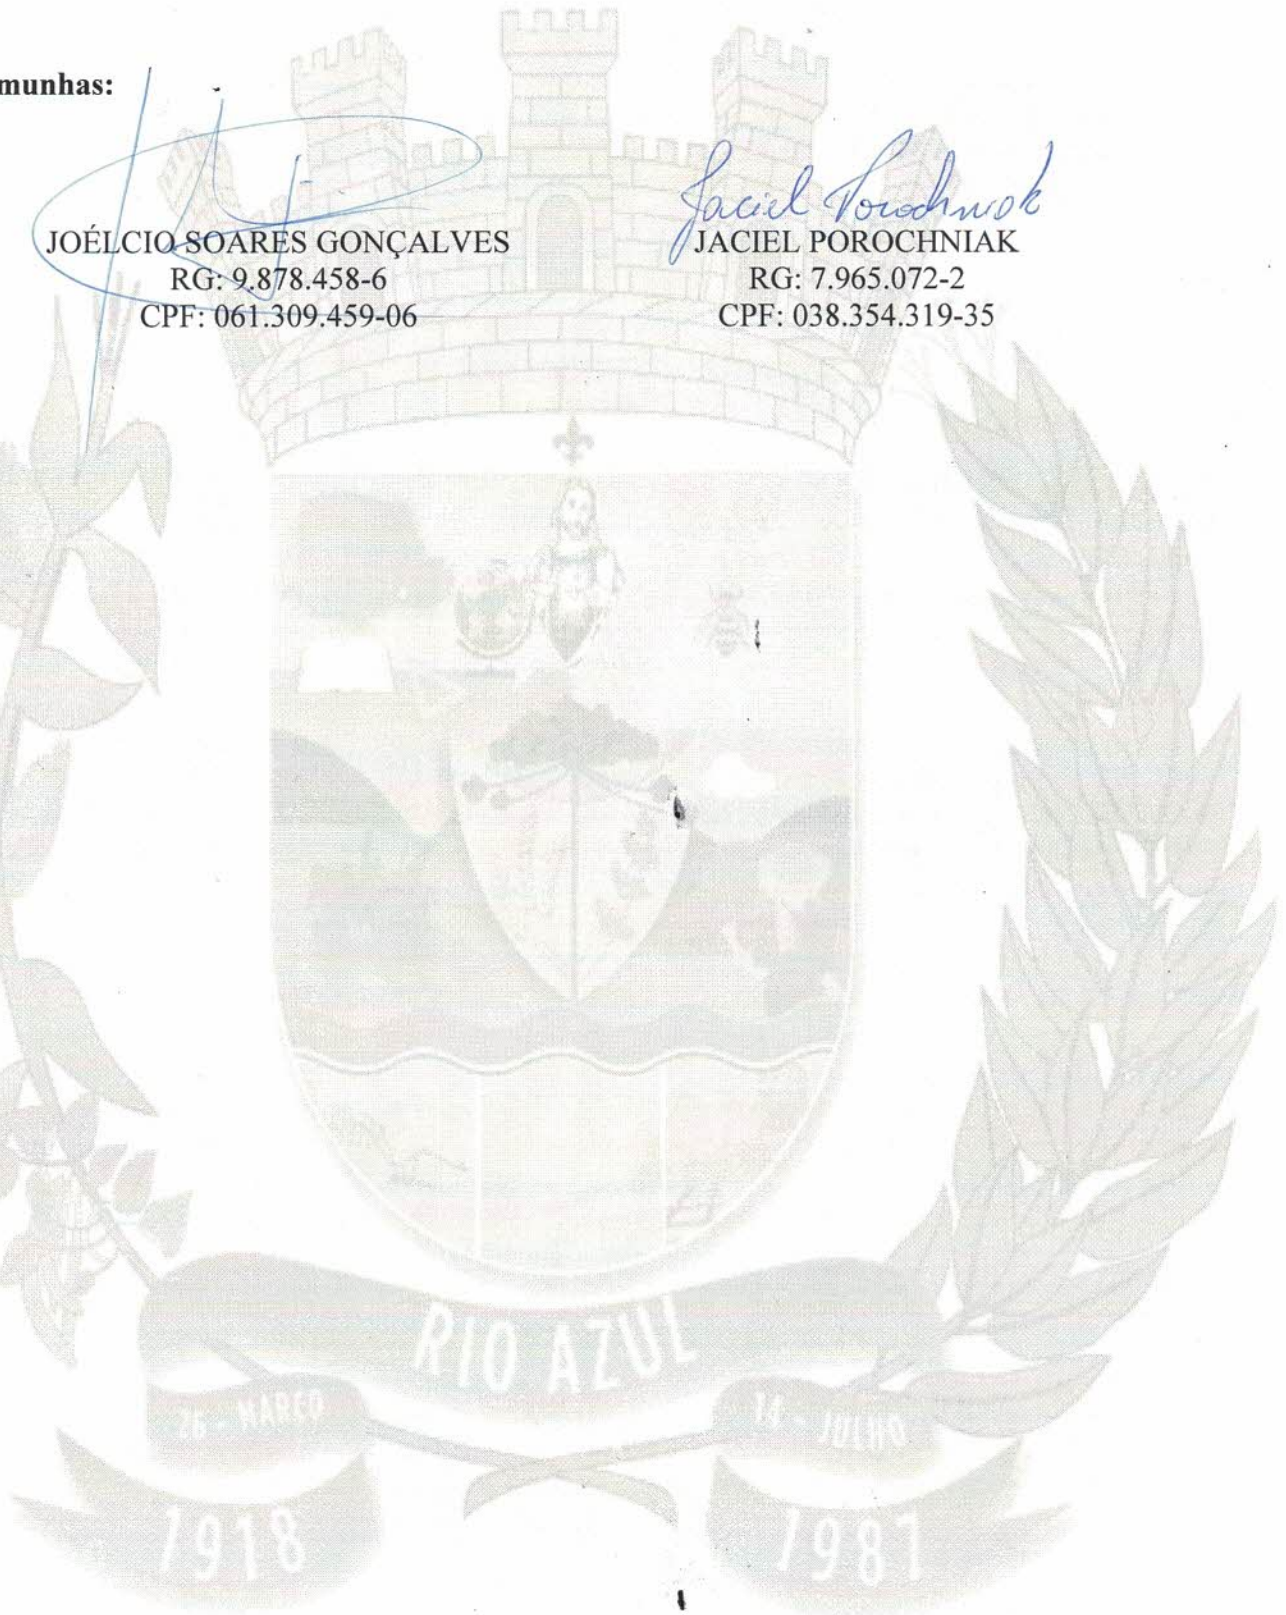 munhas:
Jaciel Porochniak
JOÉLCIO SOARES GONÇALVES
JACIEL POROCHNIAK
RG: 9.878.458-6
RG: 7.965.072-2
CPF: 061.309.459-06
CPF: 038.354.319-35
RIO AZUL
26 - MARÇO
14 - JULHO
1918
1981